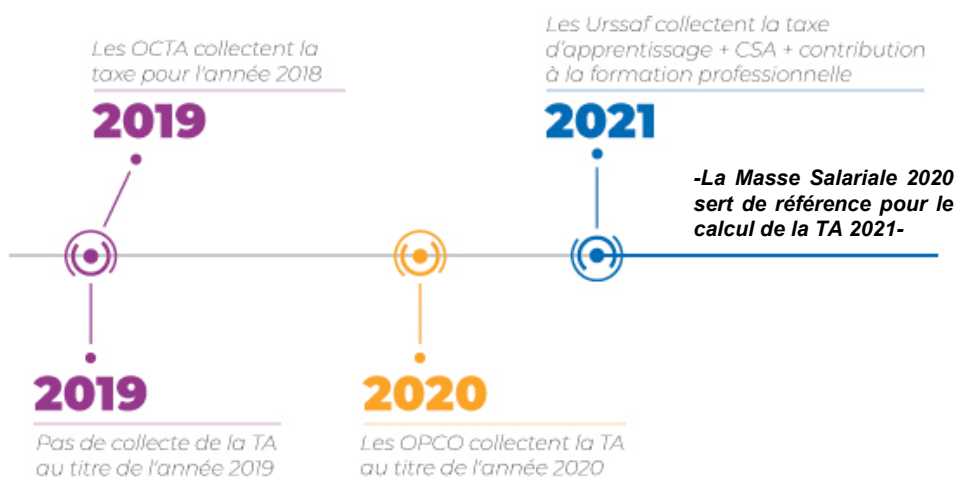 Les OCTA collectent la
taxe pour l'année 2018
2019
Les Urssaf collectent la taxe
d'apprentissage + CSA + contribution
à la formation professionnelle
2021
-La Masse Salariale 2020
sert de référence pour le
calcul de la TA 2021-
2019
Pas de collecte de la TA
au titre de l'année 2019
2020
Les OPCO collectent la TA
au titre de l'année 2020